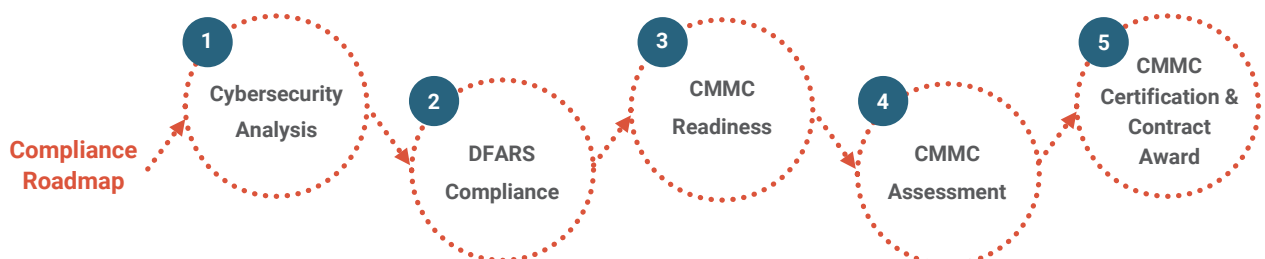 Compliance
Roadmap
1
Cybersecurity
Analysis
2
DFARS
Compliance
3
CMMC
Readiness
4
CMMC
Assessment
5
CMMC
Certification &
Contract
Award